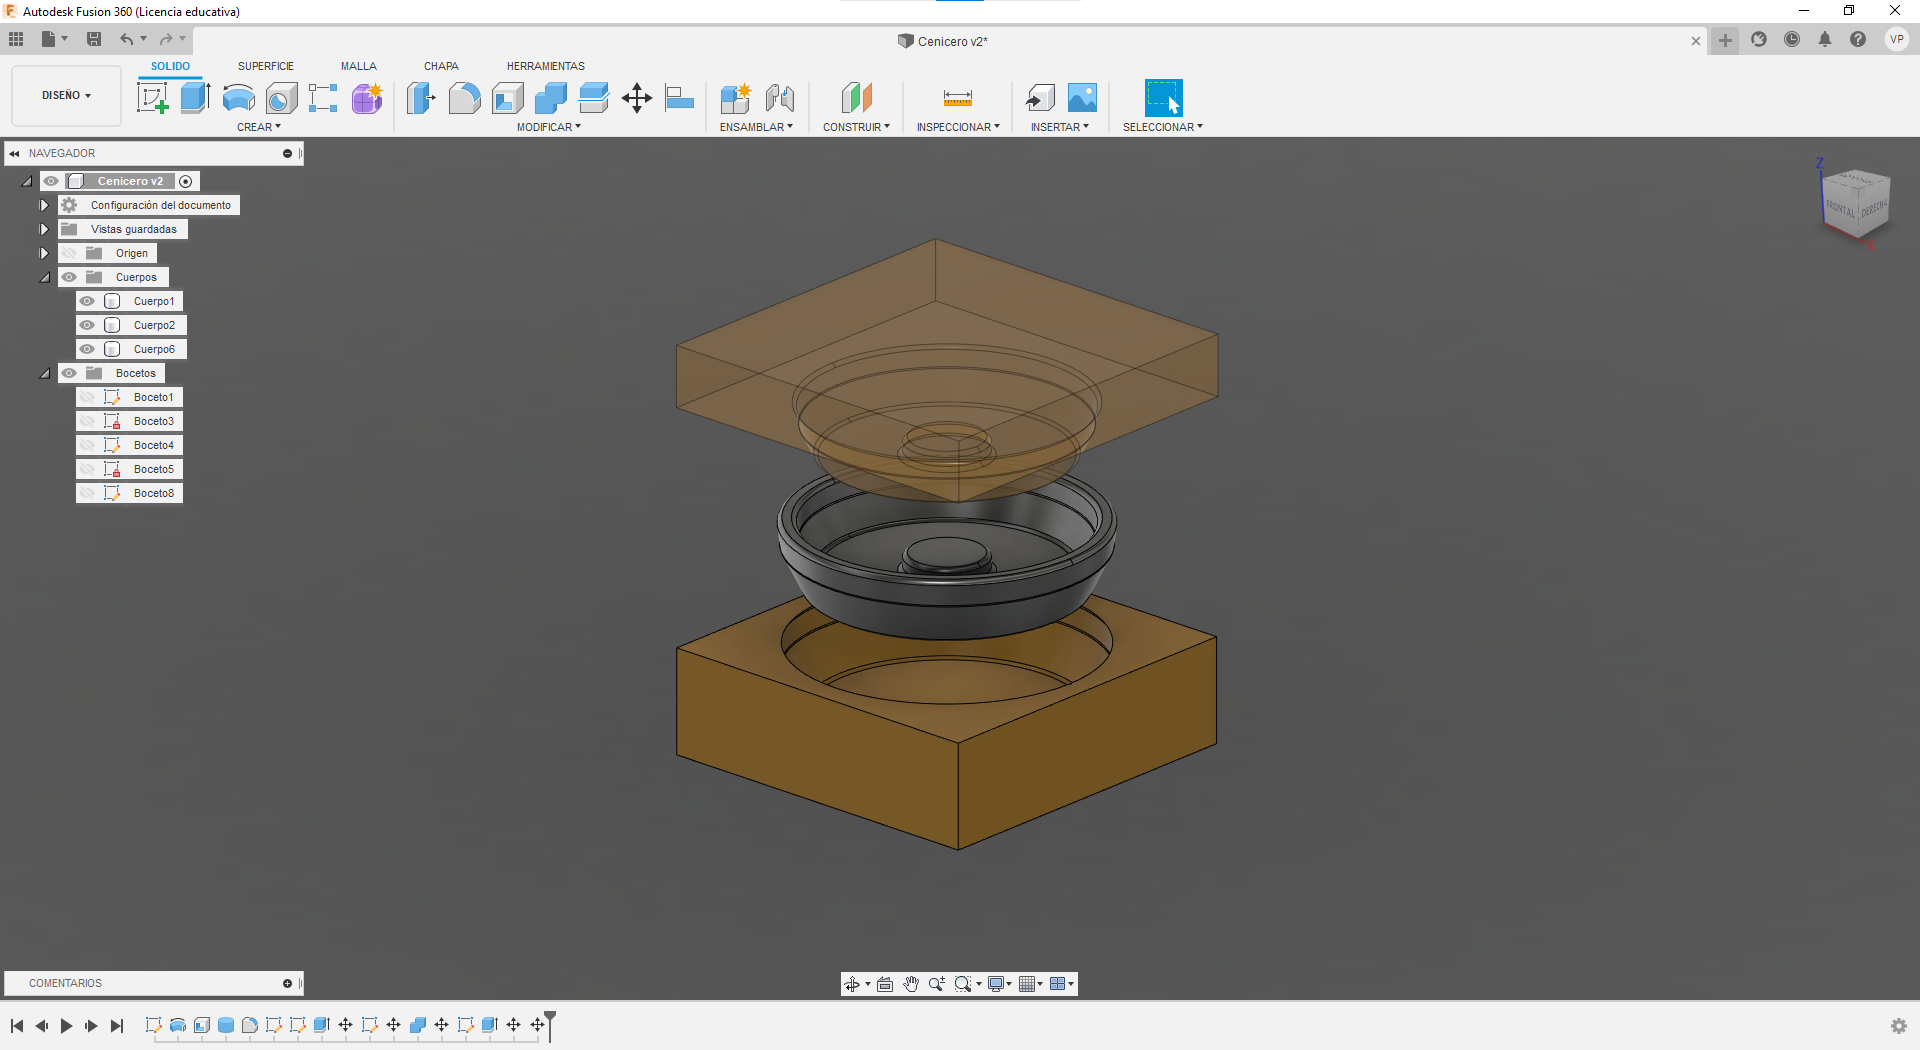 Autodesk Fusion 360 (Licencia educativa)
Cenicero v2*
VP
DISEÑO
SOLIDO
SUPERFICIE
MALLA
CHAPA
HERRAMIENTAS
CREAR
MODIFICAR
ENSAMBLAR
CONSTRUIR
INSPECCIONAR
INSERTAR
SELECCIONAR
NAVEGADOR
Cenicero v2
Configuración del documento
Vistas guardadas
Origen
Cuerpos
Cuerpo1
Cuerpo2
Cuerpo6
Bocetos
Boceto1
Boceto3
Boceto4
Boceto5
Boceto8
Z
FRONTAL
DERECHA
X
COMENTARIOS